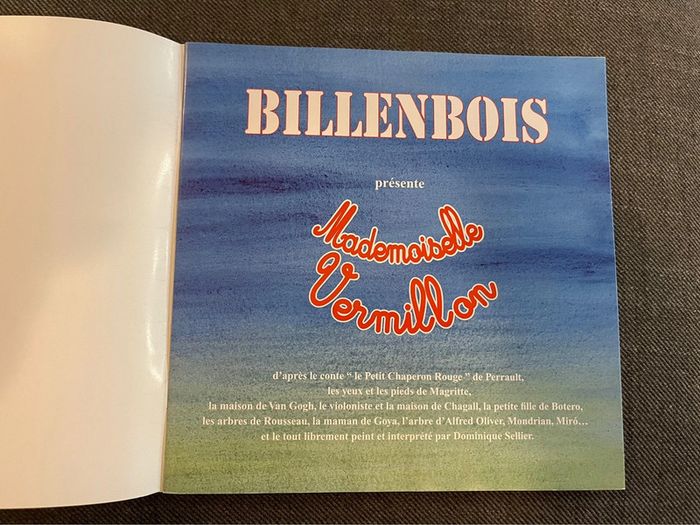 BILLENBOIS
présente
Mademoiselle
Vermillon
d'après le conte " le Petit Chaperon Rouge " de Perrault,
les yeux et les pieds de Magritte,
la maison de Van Gogh, le violoniste et la maison de Chagall, la petite fille de Botero,
les arbres de Rousseau, la maman de Goya, l'arbre d'Alfred Oliver, Mondrian, Miró...
et le tout librement peint et interprété par Dominique Sellier.